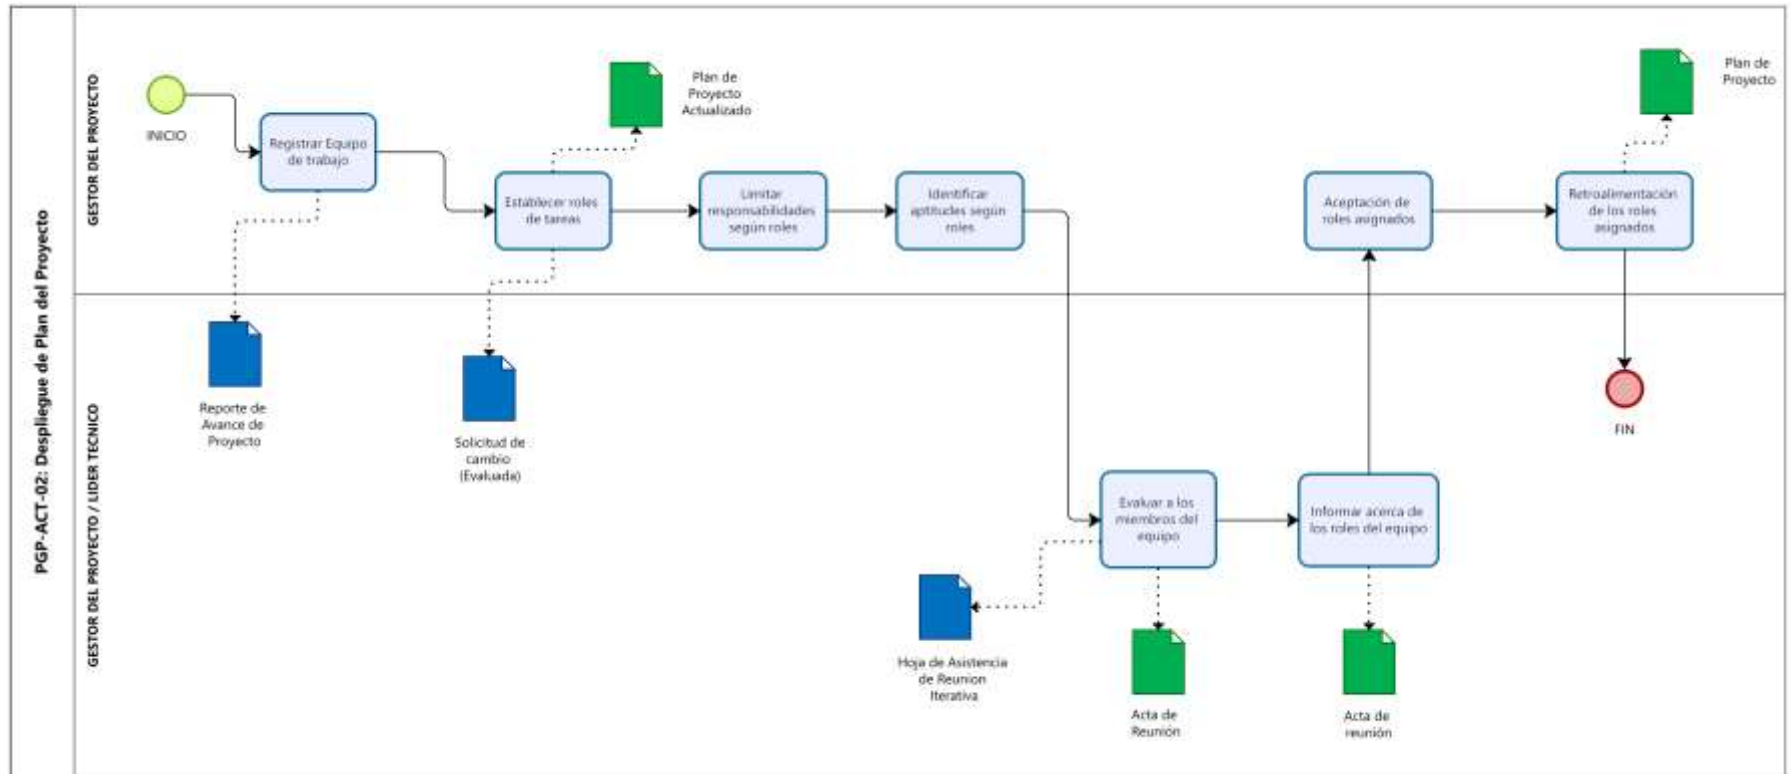 PGP-ACT-02: Despliegue de Plan del Proyecto
GESTOR DEL PROYECTO
INICIO
Registrar Equipo
de trabajo
Establecer roles
de tareas
Plan de
Proyecto
Actualizado
Limitar
responsabilidades
según roles
Identificar
aptitudes según
roles
Aceptación de
roles asignados
Retroalimentación
de los roles
asignados
Plan de
Proyecto
GESTOR DEL PROYECTO / LIDER TECNICO
Reporte de
Avance de
Proyecto
Solicitud de
cambio
(Evaluada)
Evaluar a los
miembros del
equipo
Informar acerca de
los roles del equipo
FIN
Hoja de Asistencia
de Reunion
Iterativa
Acta de
Reunión
Acta de
reunión